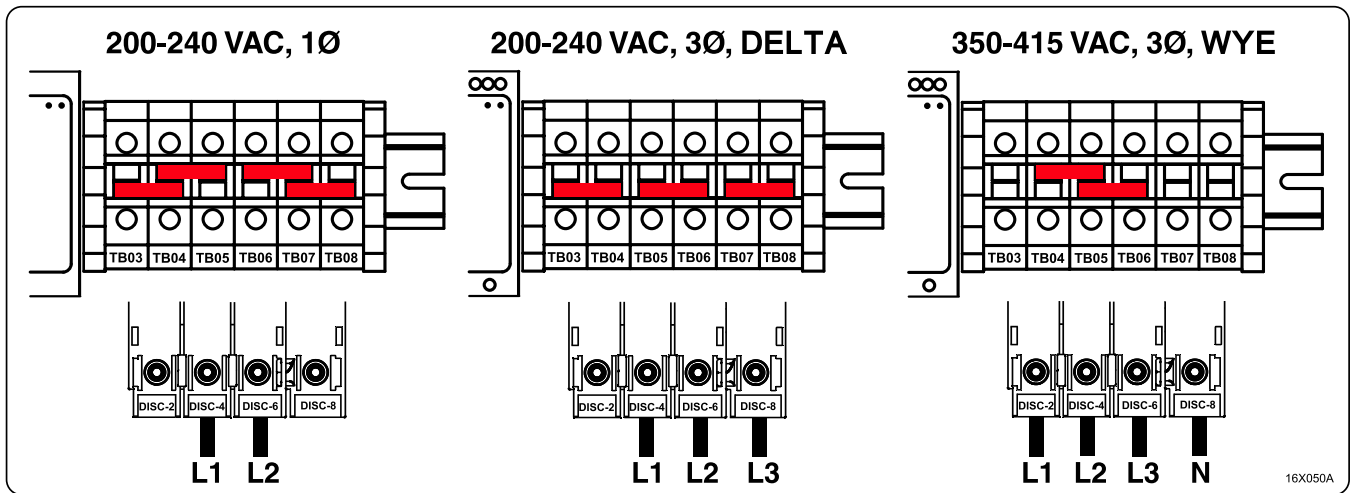 200-240 VAC, 1Ø
200-240 VAC, 3Ø, DELTA
350-415 VAC, 3Ø, WYE
TB03 TB04 TB05 TB06 TB07 TB08
TB03 TB04 TB05 TB06 TB07 TB08
TB03 TB04 TB05 TB06 TB07 TB08
DISC-2 DISC-4 DISC-6 DISC-8
DISC-2 DISC-4 DISC-6 DISC-8
DISC-2 DISC-4 DISC-6 DISC-8
L1 L2
L1 L2 L3
L1 L2 L3 N
16X050A